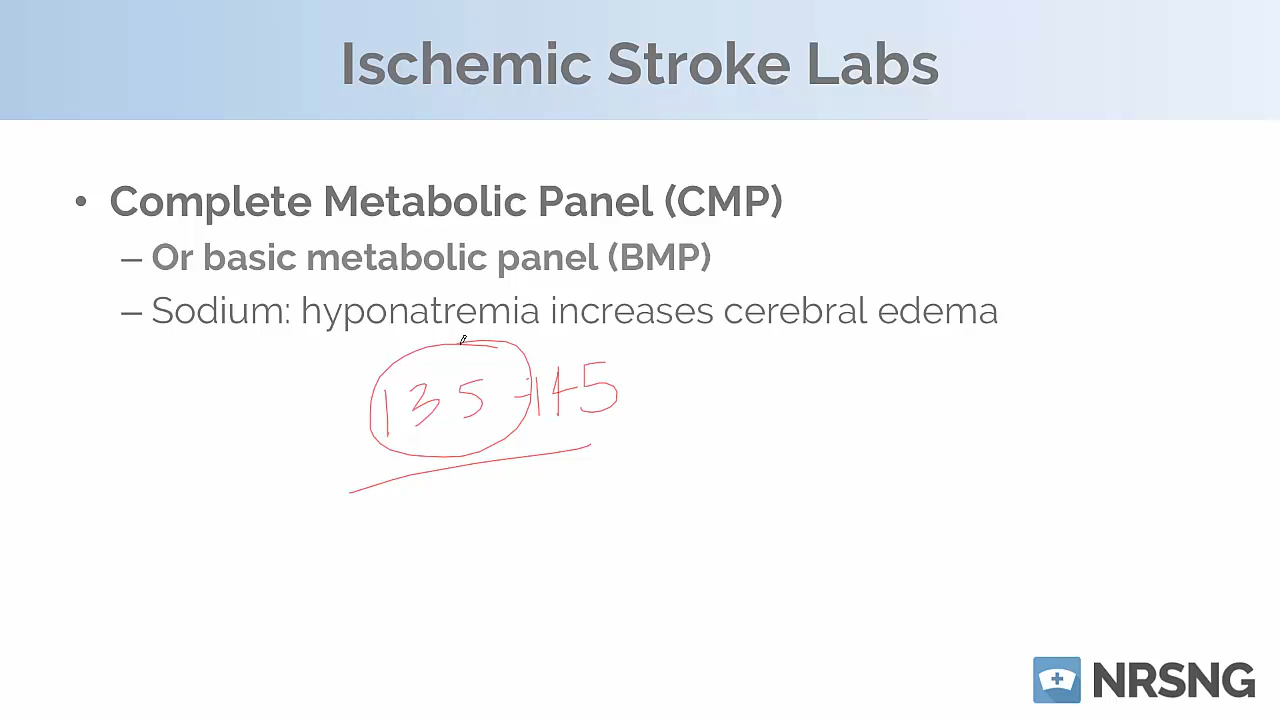 Ischemic Stroke Labs
• Complete Metabolic Panel (CMP)
– Or basic metabolic panel (BMP)
– Sodium: hyponatremia increases cerebral edema
135-145
NRSNG